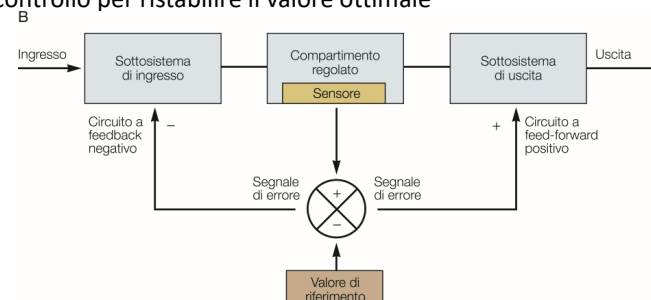 controllo per ristabilire il valore ottimale
B
Ingresso
Sottosistema
di ingresso
Compartimento
regolato
Sensore
Sottosistema
di uscita
Uscita
Circuito a
feedback
negativo
–
+
Circuito a
feed-forward
positivo
Segnale
di errore
+
–
Segnale
di errore
Valore di
riferimento